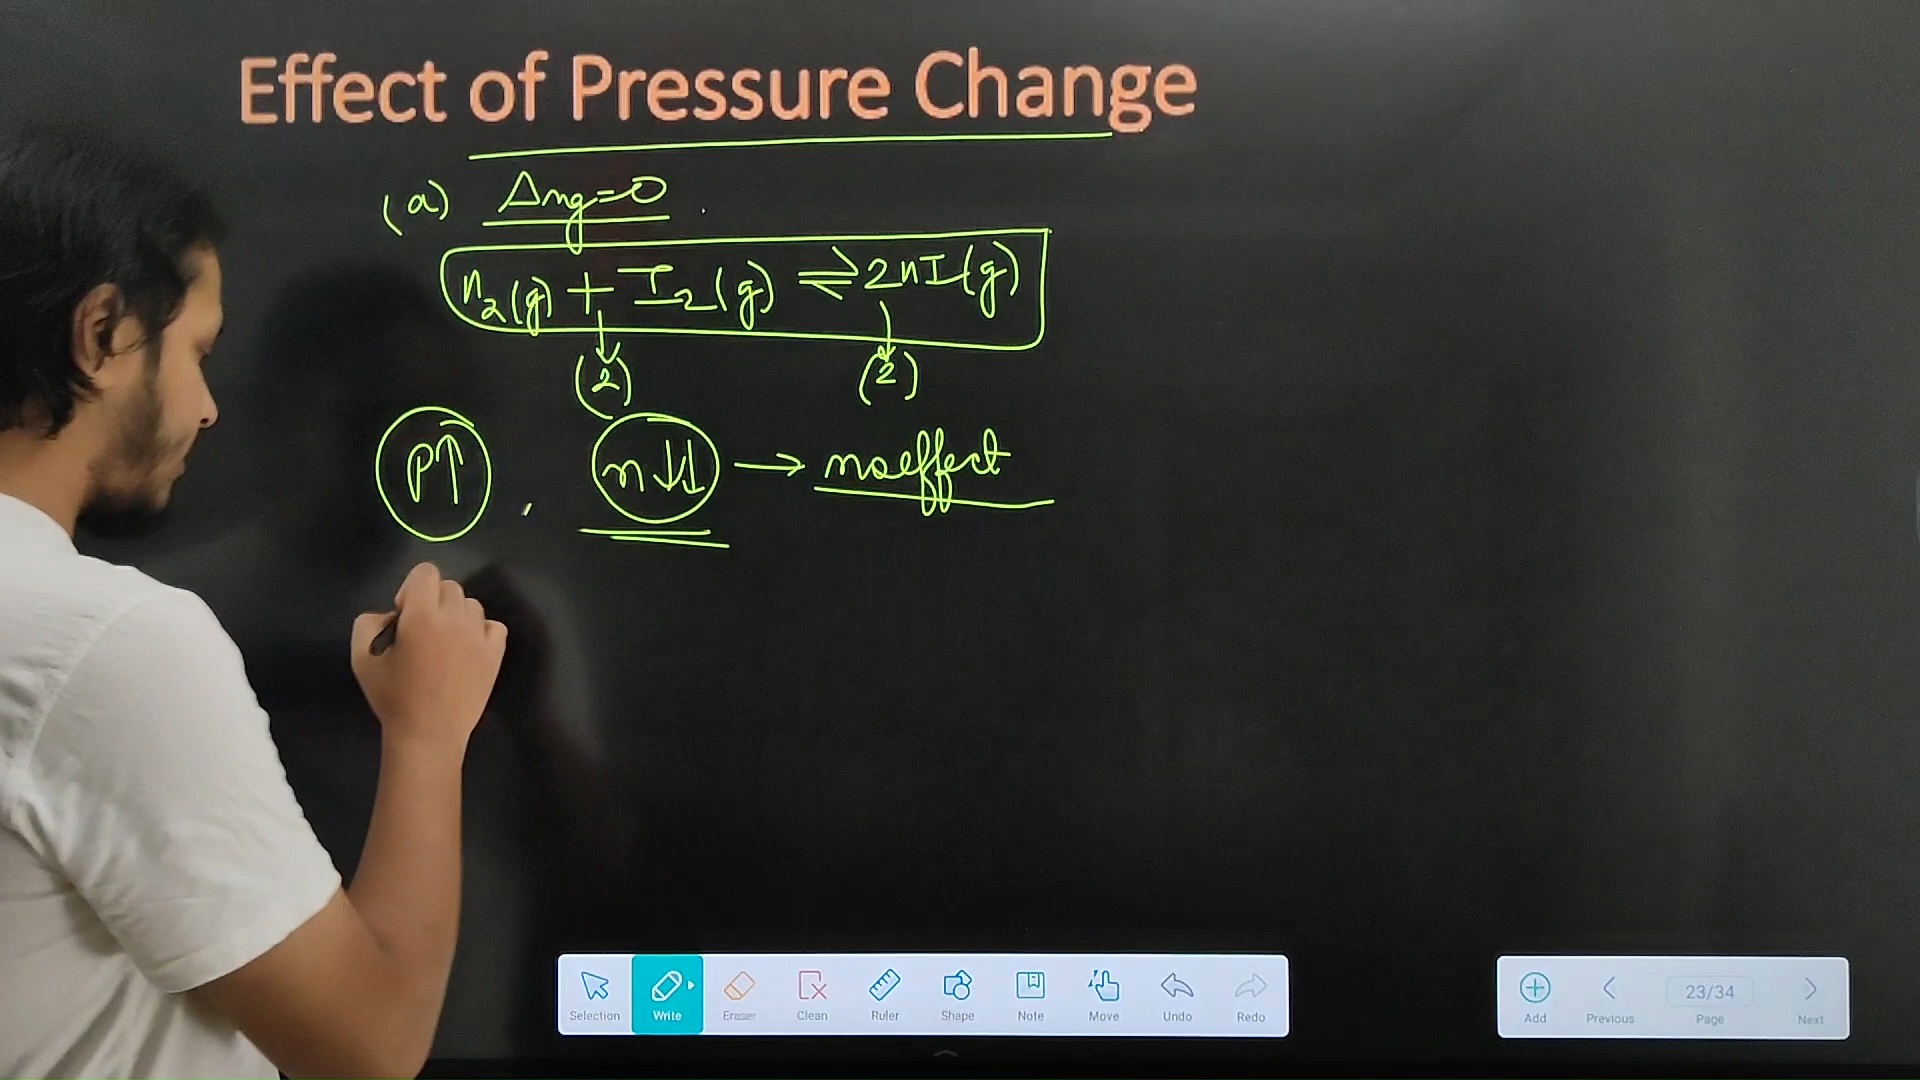 Effect of Pressure Change
(a) Δng=0
H2(g) + I2(g) ⇌ 2HI(g)
(2) (2)
P↑ n↓↓ → no effect
Selection Write Eraser Clean Ruler Shape Note Move Undo Redo
Add Previous 23/34 Page Next